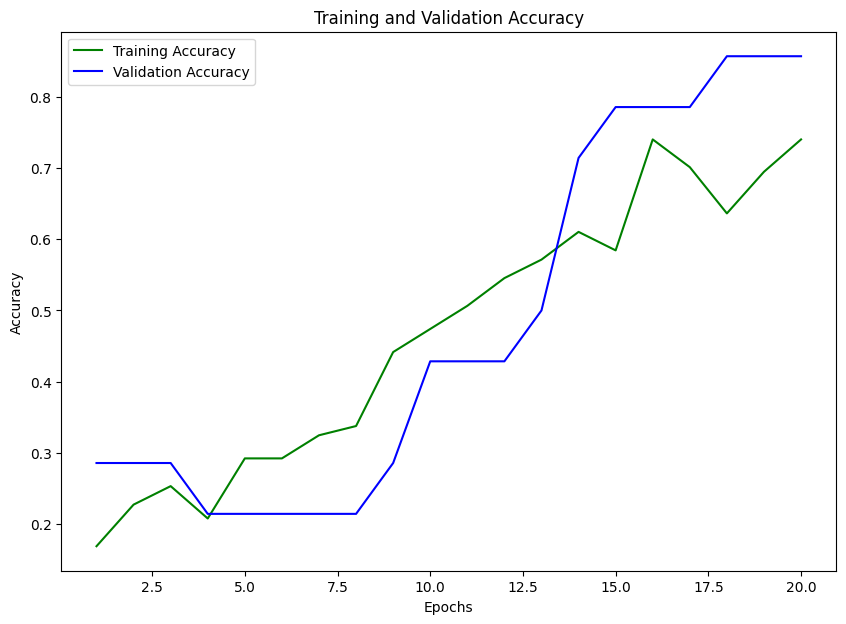 Training and Validation Accuracy
Training Accuracy
Validation Accuracy
Accuracy
0.8
0.7
0.6
0.5
0.4
0.3
0.2
2.5 5.0 7.5 10.0 12.5 15.0 17.5 20.0
Epochs